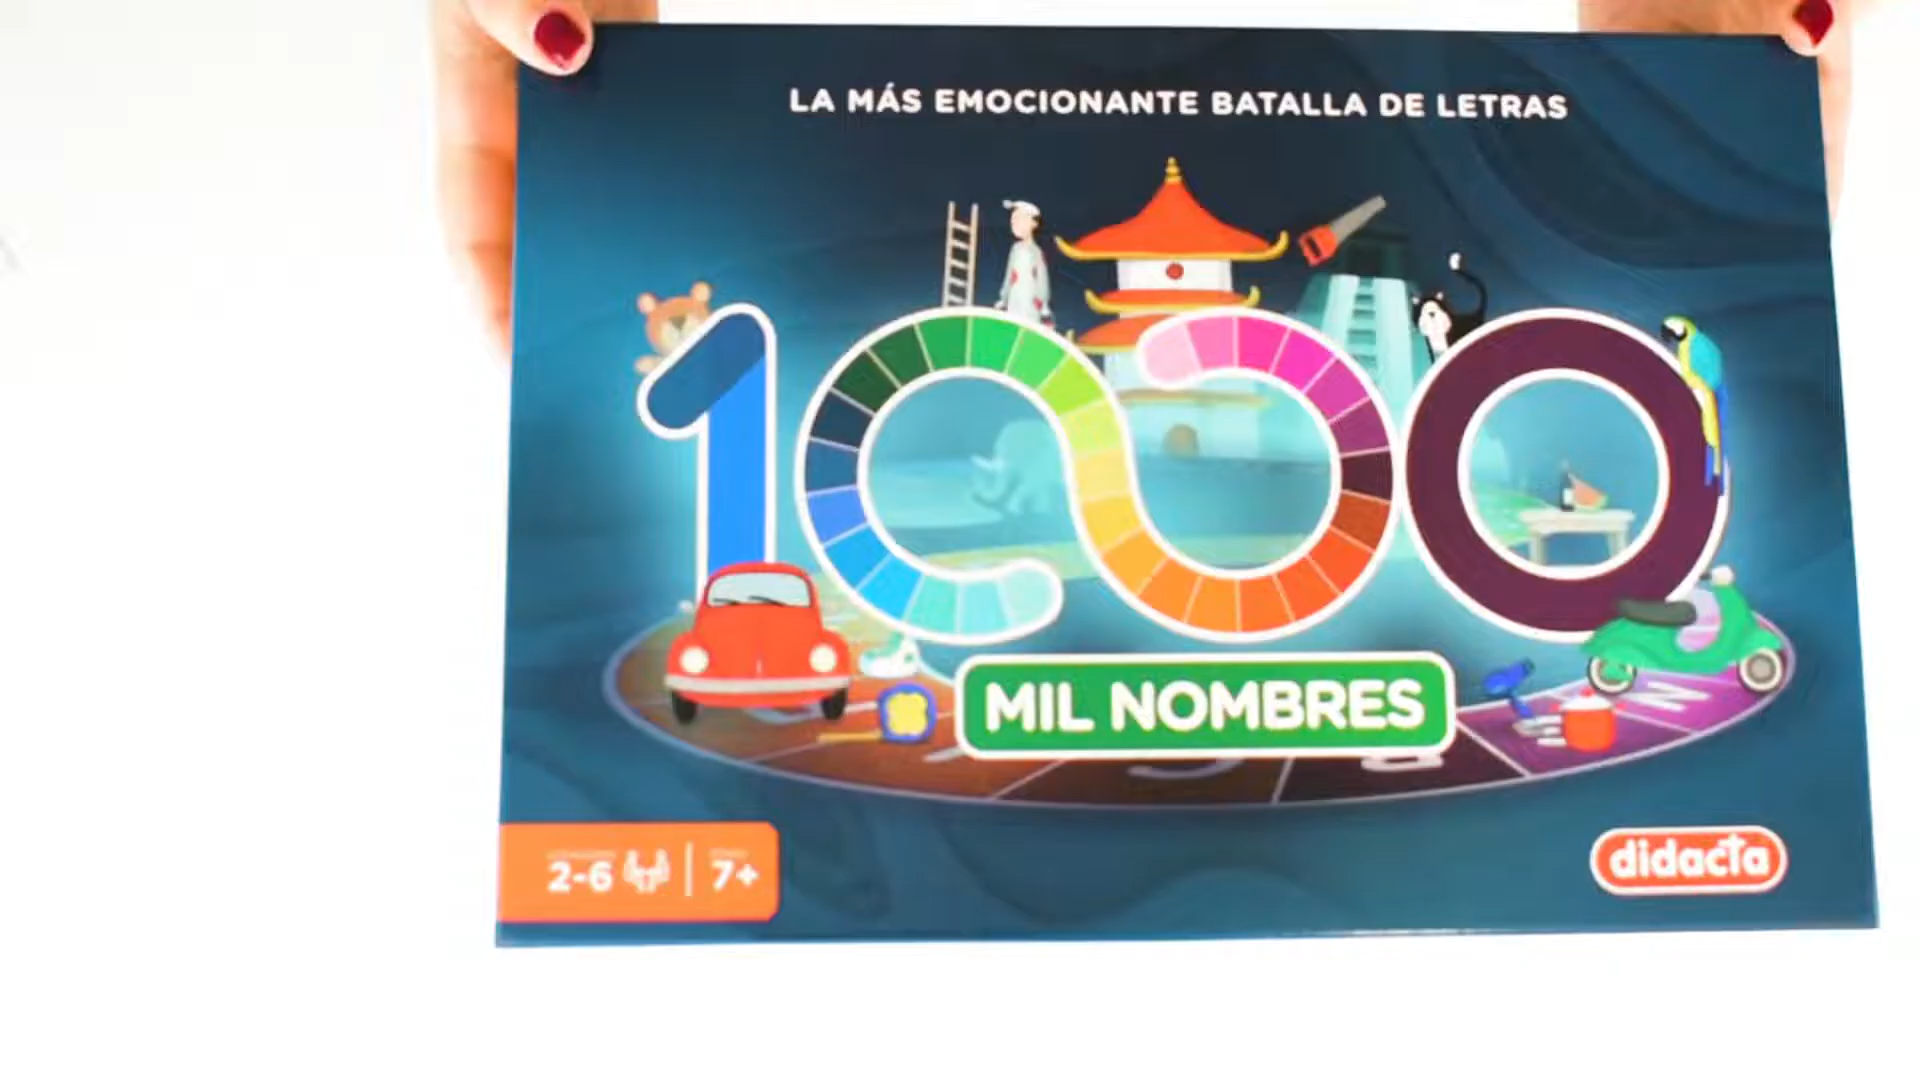 LA MÁS EMOCIONANTE BATALLA DE LETRAS
1000
MIL NOMBRES
2-6 | 7+
didacta